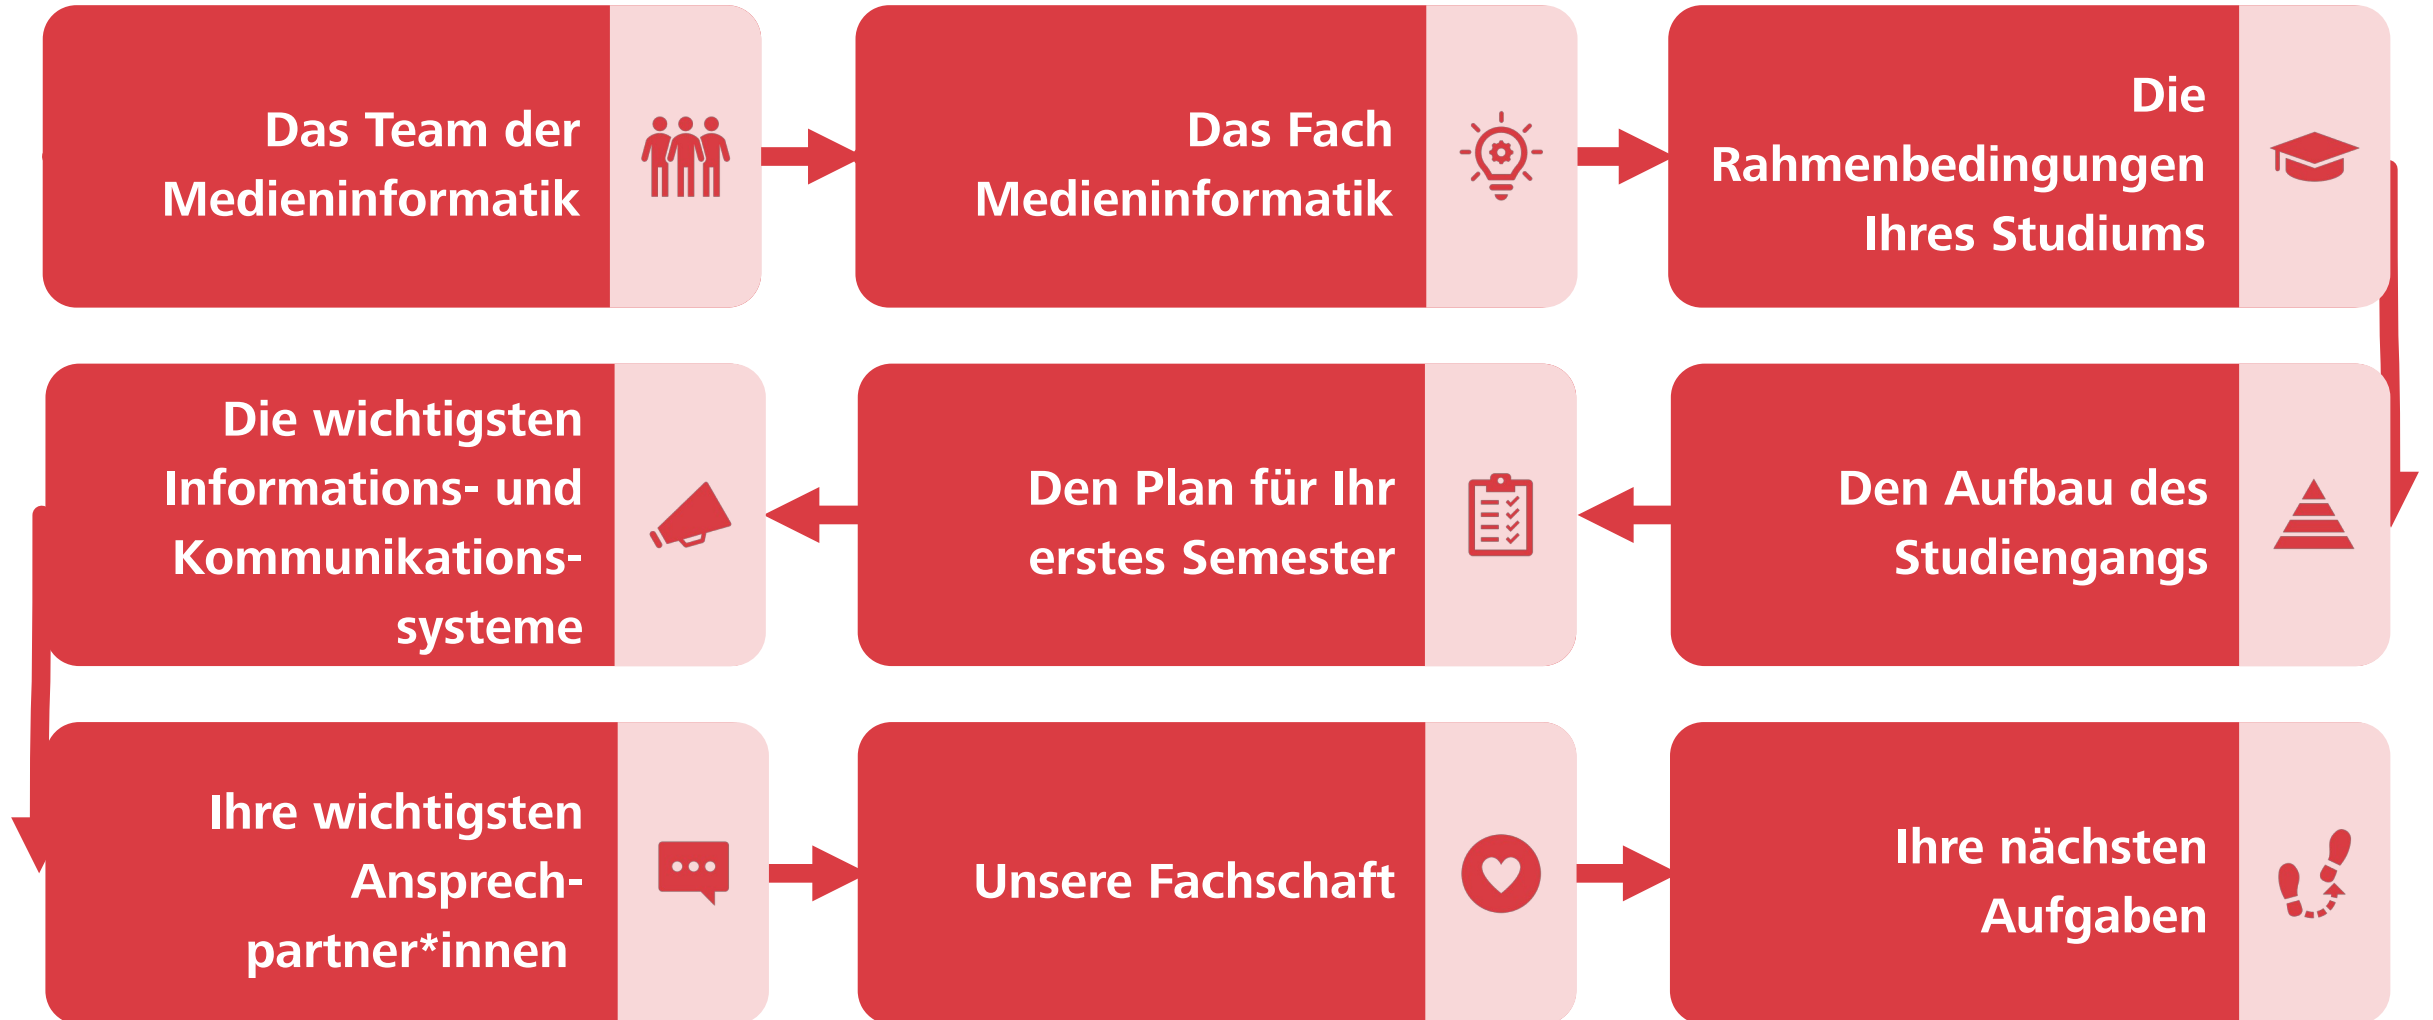 Das Team der
Medieninformatik
Das Fach
Medieninformatik
Die
Rahmenbedingungen
Ihres Studiums
Den Aufbau des
Studiengangs
Den Plan für Ihr
erstes Semester
Die wichtigsten
Informations- und
Kommunikations-
systeme
Ihre wichtigsten
Ansprech-
partner*innen
Unsere Fachschaft
Ihre nächsten
Aufgaben